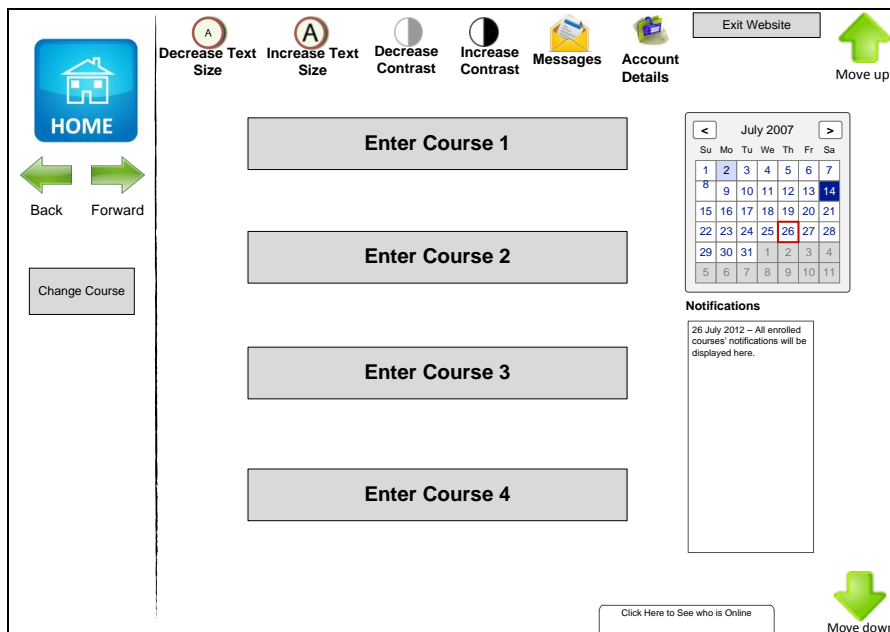 HOME
Back Forward
Change Course
A
Decrease Text
Size
A
Increase Text
Size
Decrease
Contrast
Increase
Contrast
Messages
Account
Details
Exit Website
Move up
Enter Course 1
Enter Course 2
Enter Course 3
Enter Course 4
< July 2007 >
Su Mo Tu We Th Fr Sa
1 2 3 4 5 6 7
8 9 10 11 12 13 14
15 16 17 18 19 20 21
22 23 24 25 26 27 28
29 30 31 1 2 3 4
5 6 7 8 9 10 11
Notifications
26 July 2012 – All enrolled
courses' notifications will be
displayed here.
Click Here to See who is Online
Move down